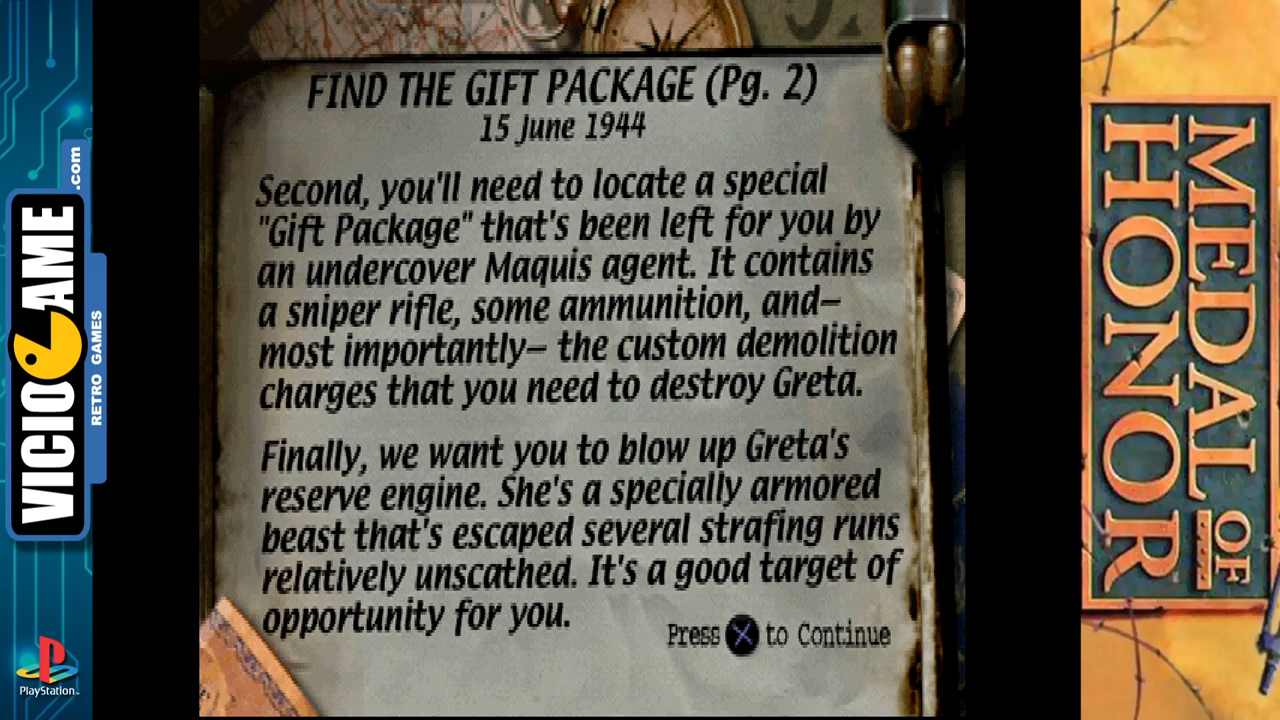 FIND THE GIFT PACKAGE (Pg. 2)
15 June 1944
Second, you'll need to locate a special
"Gift Package" that's been left for you by
an undercover Maquis agent. It contains
a sniper rifle, some ammunition, and—
most importantly— the custom demolition
charges that you need to destroy Greta.
Finally, we want you to blow up Greta's
reserve engine. She's a specially armored
beast that's escaped several strafing runs
relatively unscathed. It's a good target of
opportunity for you.
Press X to Continue
VICIOGAME.com
RETRO GAMES
PlayStation
MEDAL OF
HONOR